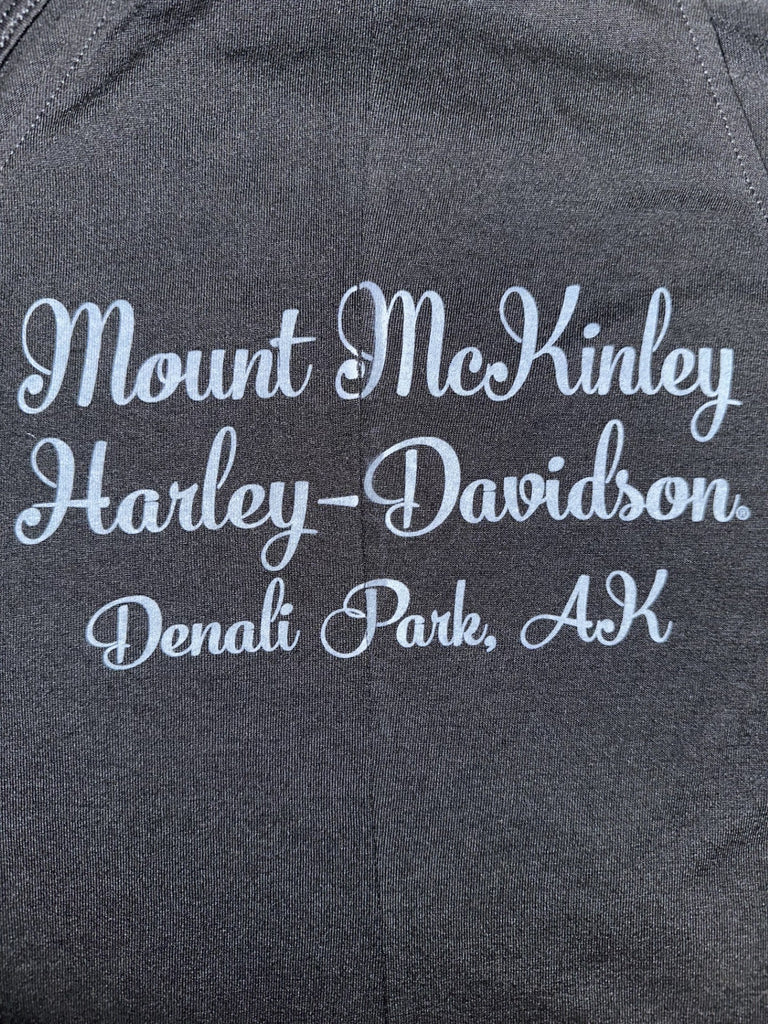 Mount McKinley
Harley-Davidson®
Denali Park, AK